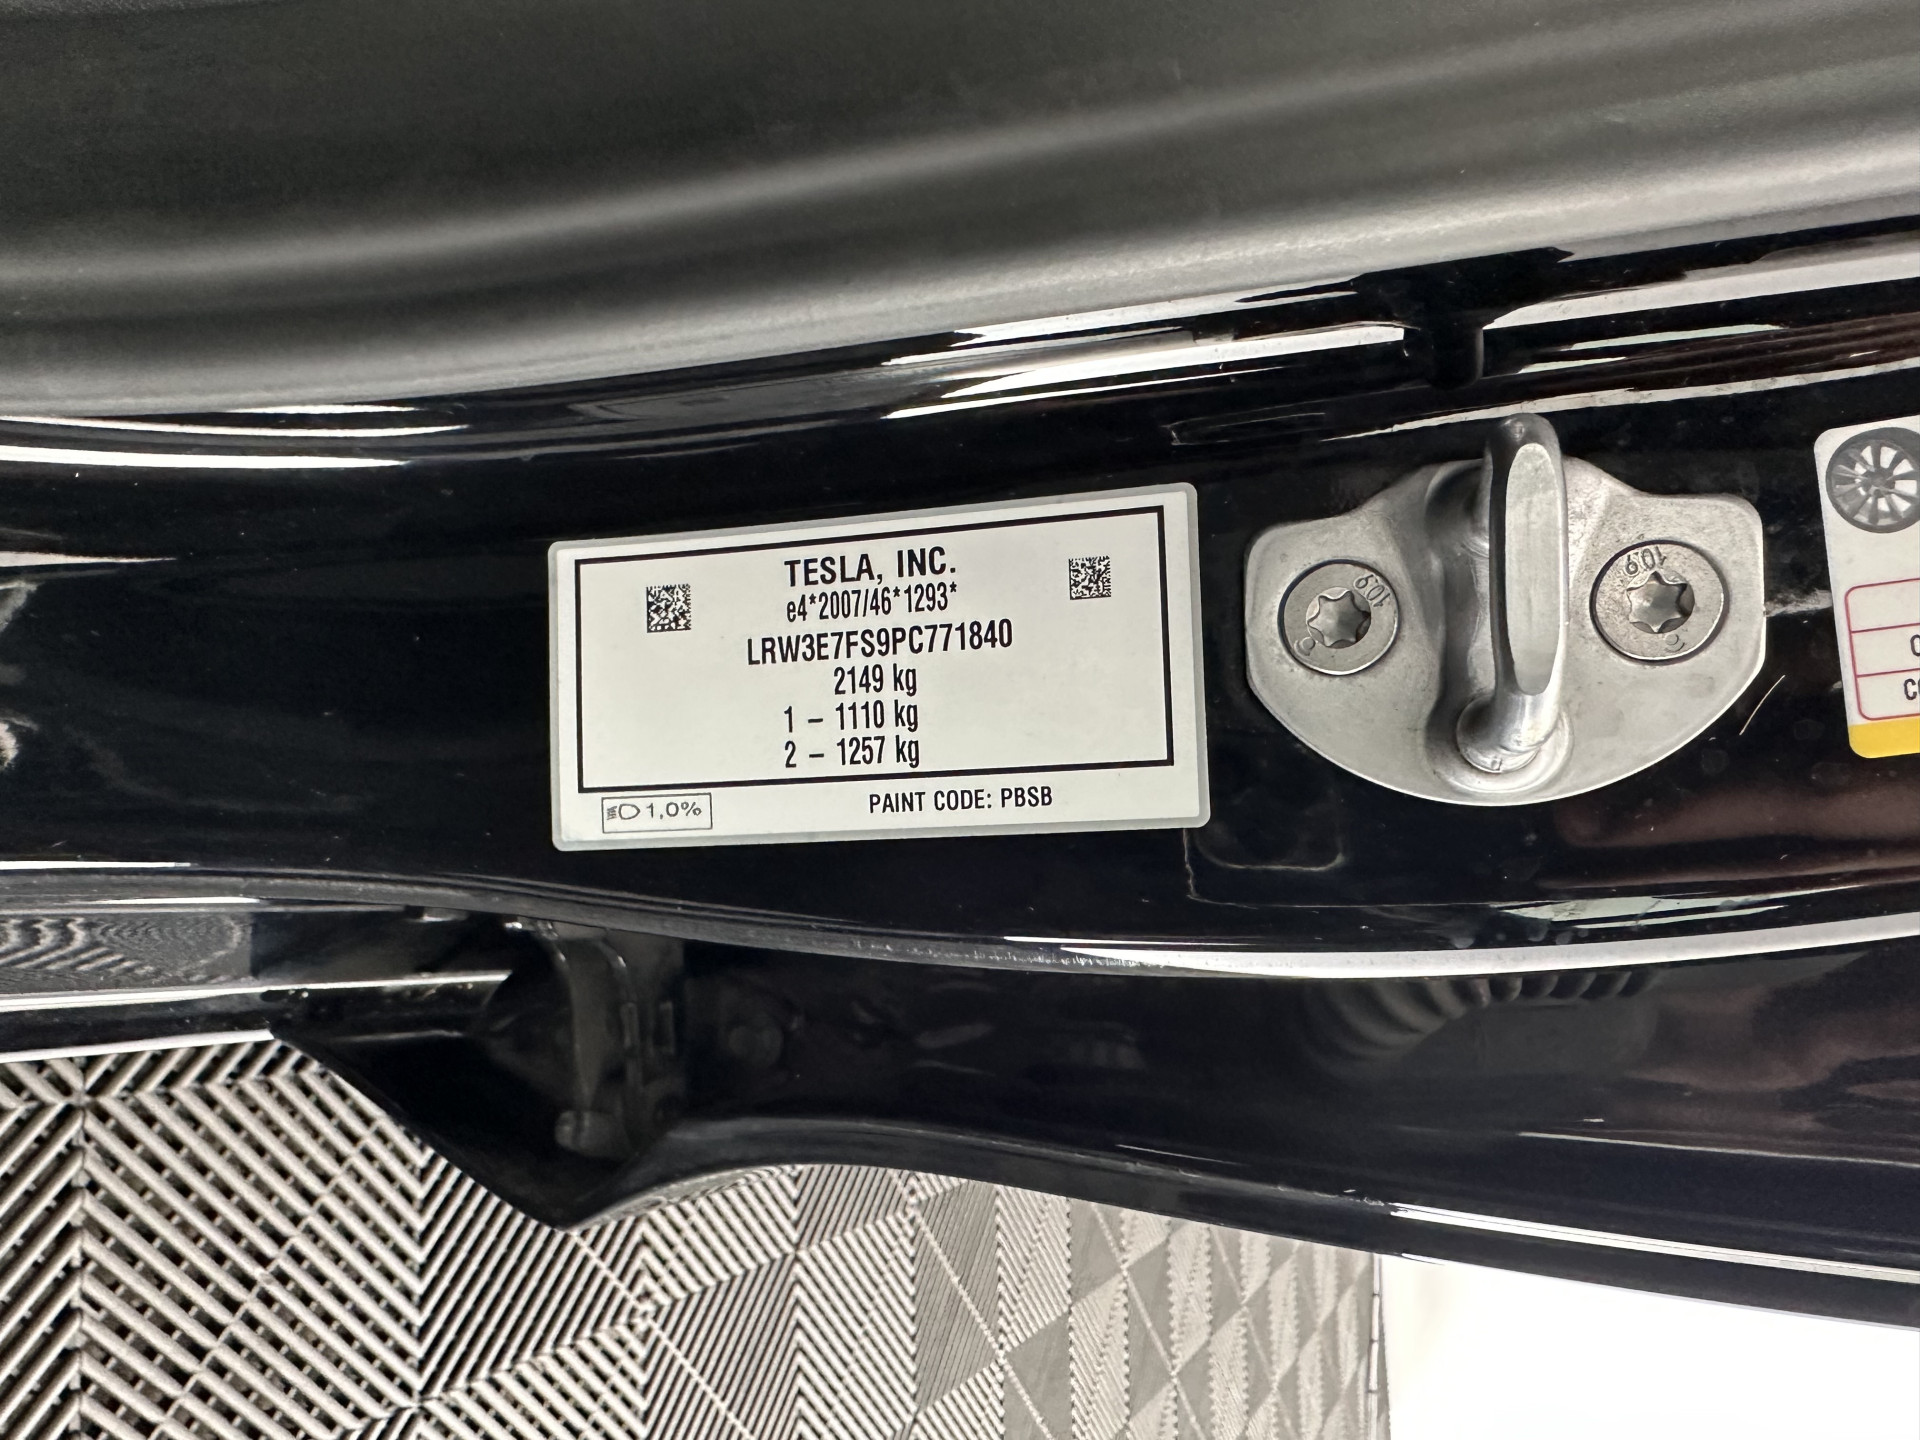 TESLA, INC.
e4*2007/46*1293*
LRW3E7FS9PC771840
2149 kg
1 – 1110 kg
2 – 1257 kg
1,0%
PAINT CODE: PBSB
10.9
10.9